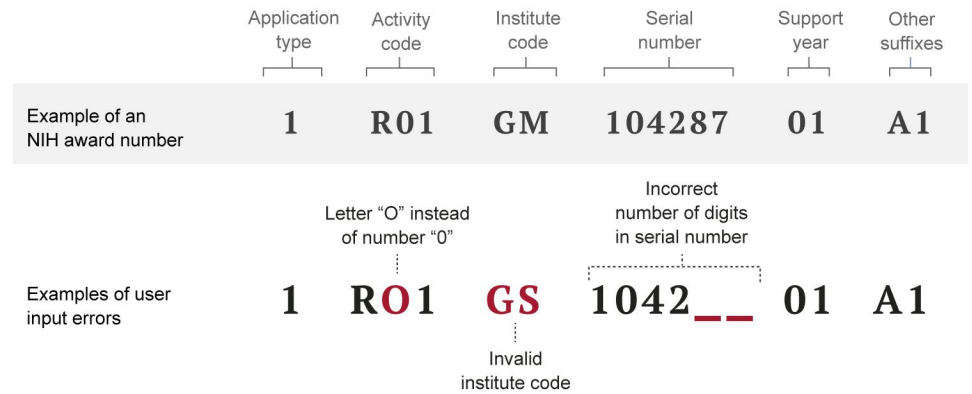 Application type
Activity code
Institute code
Serial number
Support year
Other suffixes
Example of an
NIH award number
1 R01 GM 104287 01 A1
Letter “O” instead
of number “0”
Incorrect
number of digits
in serial number
Examples of user
input errors
1 RO1 GS 1042__ 01 A1
Invalid
institute code